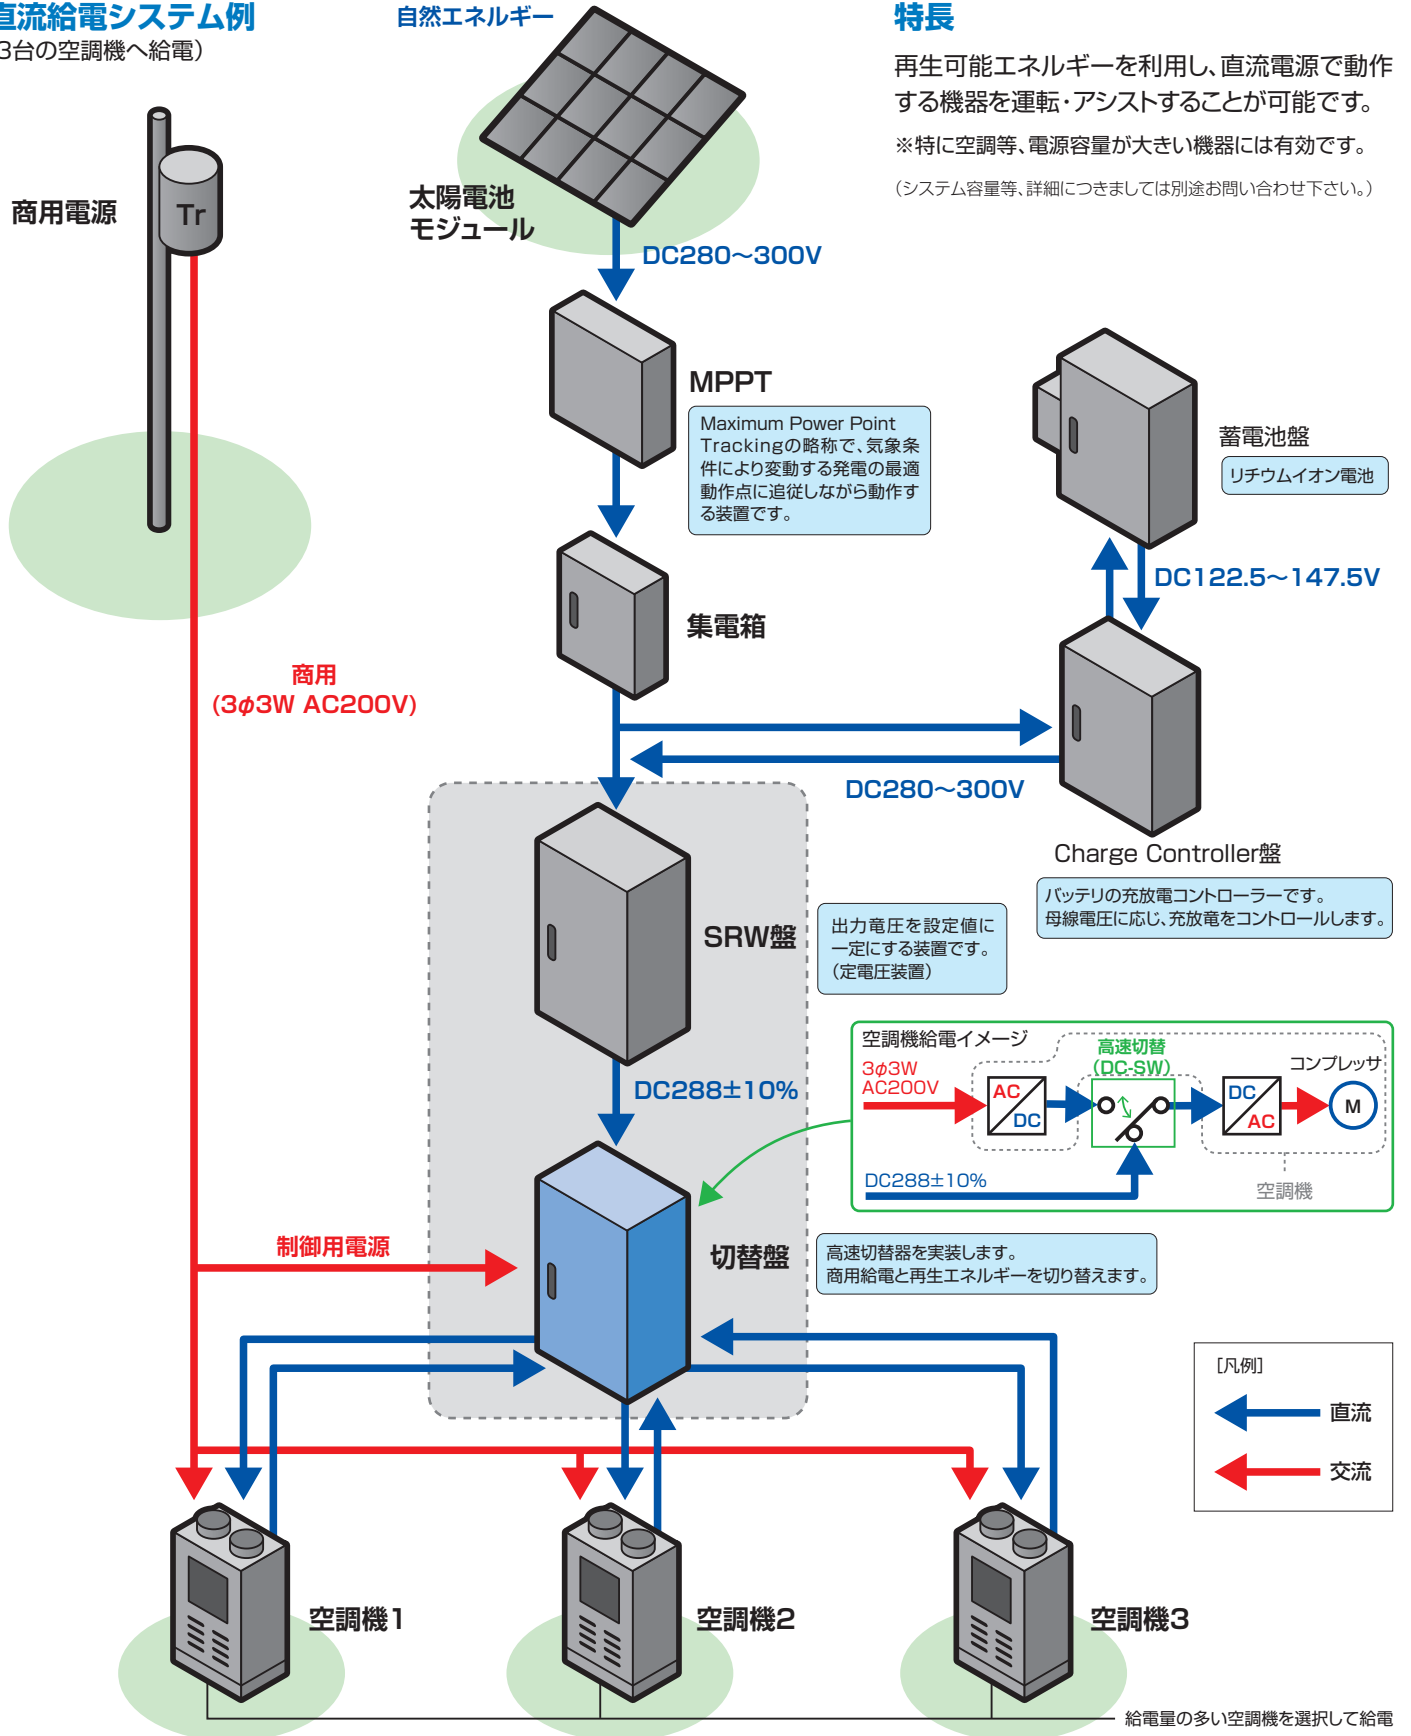 直流給電システム例
3台の空調機へ給電）
自然エネルギー
特長
再生可能エネルギーを利用し、直流電源で動作
する機器を運転・アシストすることが可能です。
※特に空調等、電源容量が大きい機器には有効です。
（システム容量等、詳細につきましては別途お問い合わせ下さい。）
商用電源
Tr
太陽電池
モジュール
DC280～300V
MPPT
Maximum Power Point
Trackingの略称で、気象条
件により変動する発電の最適
動作点に追従しながら動作す
る装置です。
蓄電池盤
リチウムイオン電池
DC122.5～147.5V
集電箱
商用
(3φ3W AC200V)
DC280～300V
Charge Controller盤
バッテリの充放電コントローラーです。
母線電圧に応じ、充放竜をコントロールします。
SRW盤
出力竜圧を設定値に
一定にする装置です。
（定電圧装置）
DC288±10%
空調機給電イメージ
3φ3W
AC200V
高速切替
(DC-SW)
コンプレッサ
AC
DC
DC
AC
M
DC288±10%
空調機
制御用電源
切替盤
高速切替器を実装します。
商用給電と再生エネルギーを切り替えます。
［凡例］
直流
交流
空調機1
空調機2
空調機3
給電量の多い空調機を選択して給電